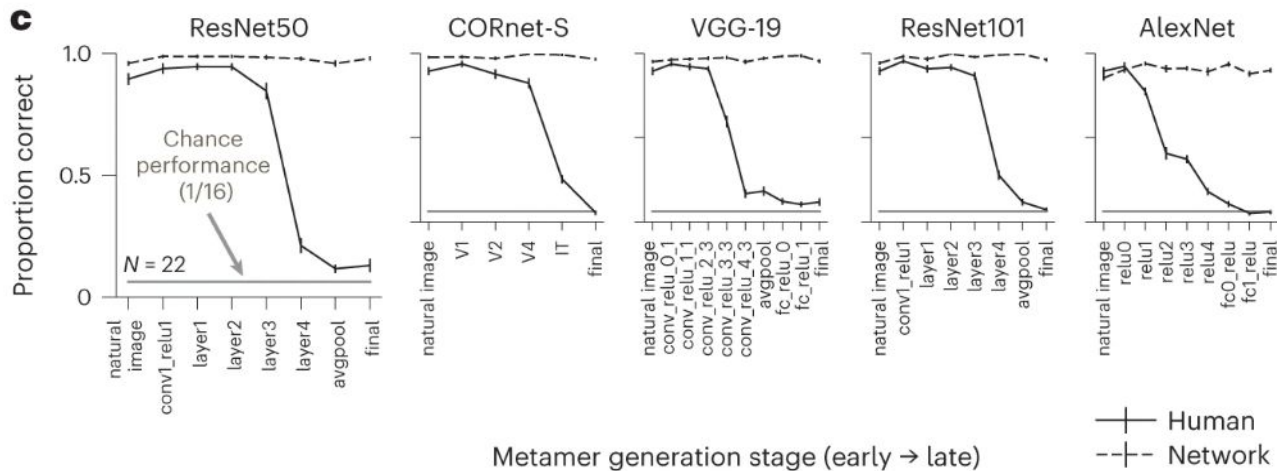 c
ResNet50
CORnet-S
VGG-19
ResNet101
AlexNet
Proportion correct
1.0
0.5
0
Chance
performance
(1/16)
N = 22
natural
image
conv1_relu1
layer1
layer2
layer3
layer4
avgpool
final
natural image
V1
V2
V4
IT
final
natural image
conv_relu_0_1
conv_relu_1_1
conv_relu_2_3
conv_relu_3_3
conv_relu_4_3
avgpool
fc_relu_0
fc_relu_1
final
natural image
conv1_relu1
layer1
layer2
layer3
layer4
avgpool
final
natural image
relu0
relu1
relu2
relu3
relu4
fc0_relu
fc1_relu
final
Human
Network
Metamer generation stage (early → late)